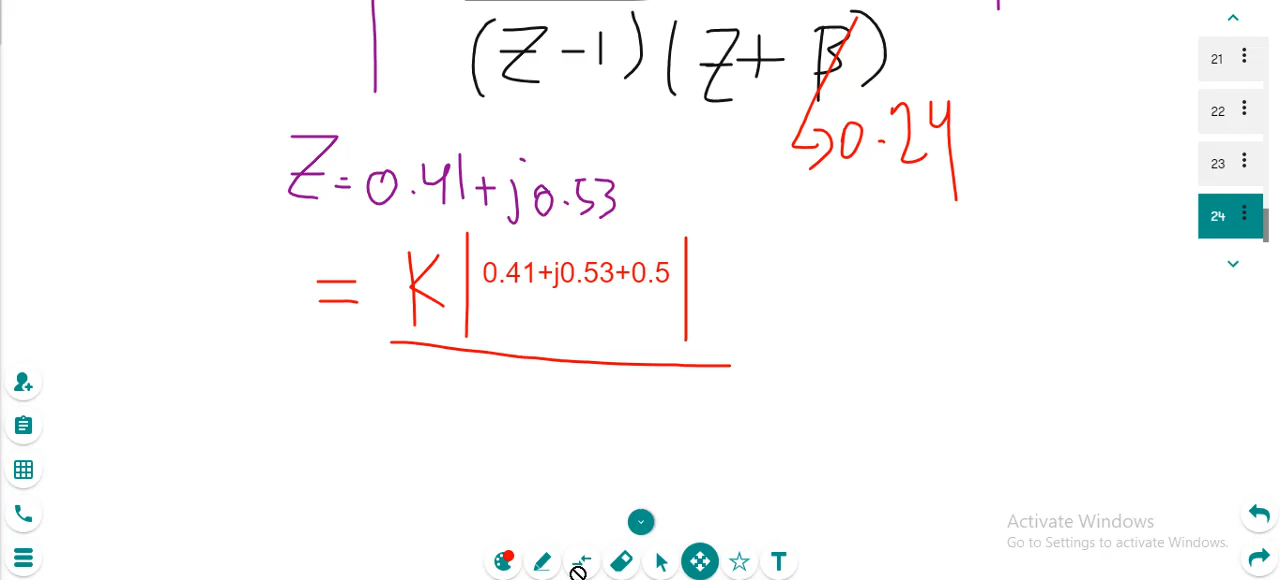 (Z-1)(Z+β)
→0.24
Z=0.41+j0.53
= K|0.41+j0.53+0.5|
21
22
23
24
T
Activate Windows
Go to Settings to activate Windows.